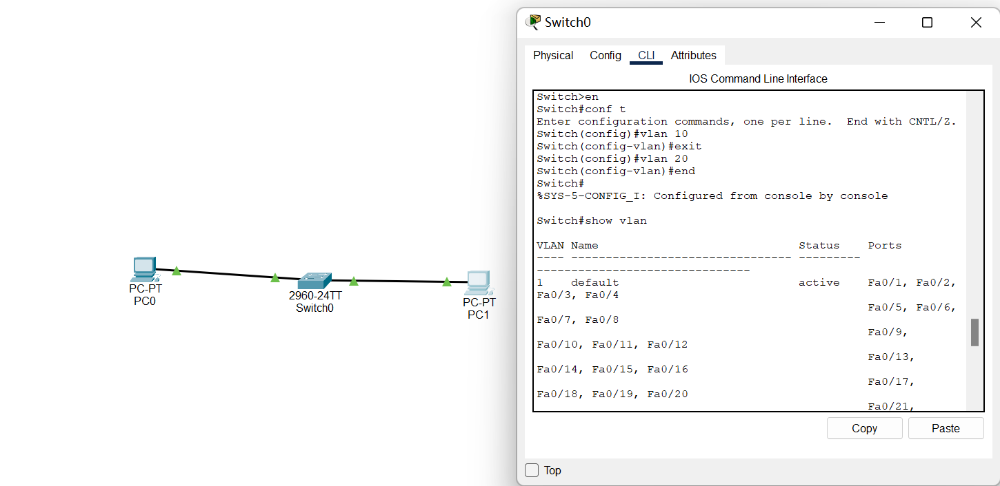 Switch0
Physical Config CLI Attributes
IOS Command Line Interface
Switch>en
Switch#conf t
Enter configuration commands, one per line.  End with CNTL/Z.
Switch(config)#vlan 10
Switch(config-vlan)#exit
Switch(config)#vlan 20
Switch(config-vlan)#end
Switch#
%SYS-5-CONFIG_I: Configured from console by console
Switch#show vlan
VLAN Name                             Status    Ports
---- -------------------------------- ---------
-------------------------------
1    default                          active    Fa0/1, Fa0/2,
Fa0/3, Fa0/4
Fa0/5, Fa0/6,
Fa0/7, Fa0/8
Fa0/9,
Fa0/10, Fa0/11, Fa0/12
Fa0/13,
Fa0/14, Fa0/15, Fa0/16
Fa0/17,
Fa0/18, Fa0/19, Fa0/20
Fa0/21,
Copy Paste
Top
PC-PT
PC0
2960-24TT
Switch0
PC-PT
PC1